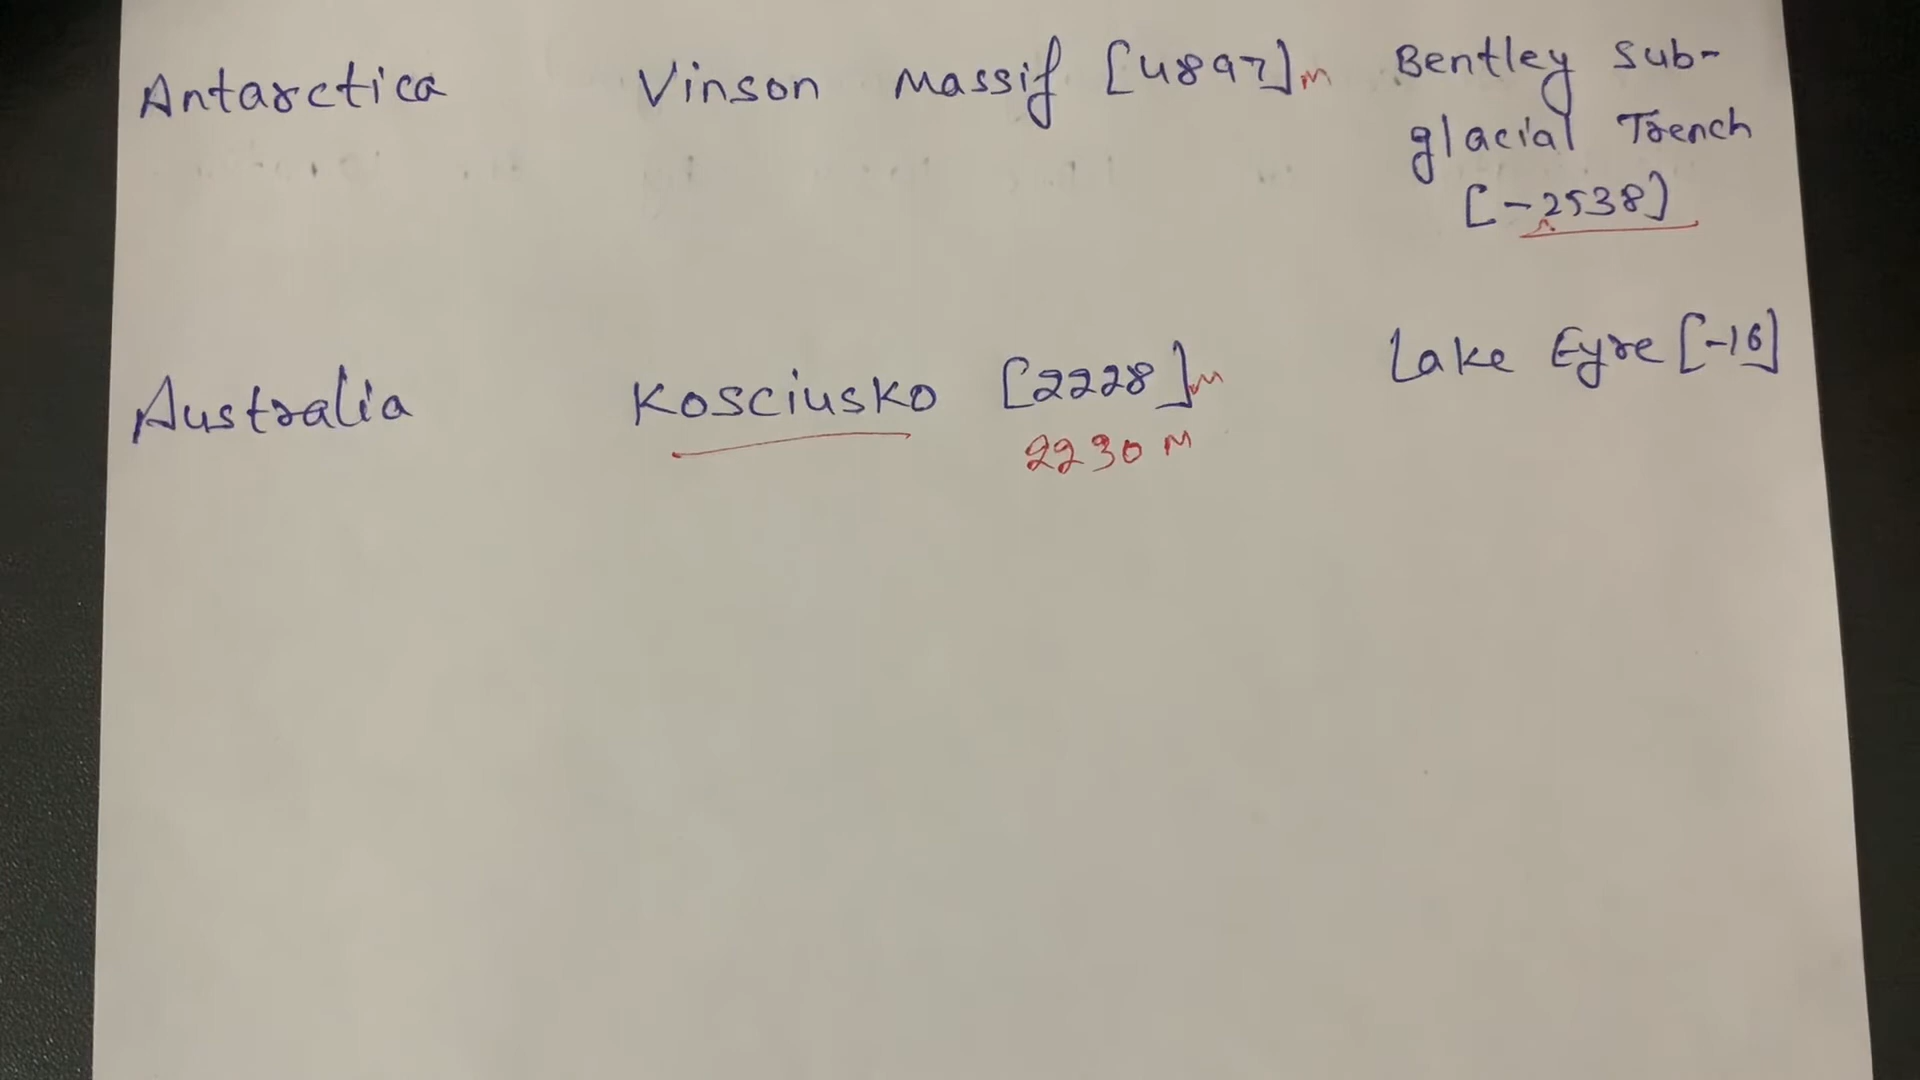 Antarctica Vinson Massif [4897]m Bentley Sub-
glacial Trench
[-2538]
Australia Kosciusko [2228]m Lake Eyre [-16]
2230 m